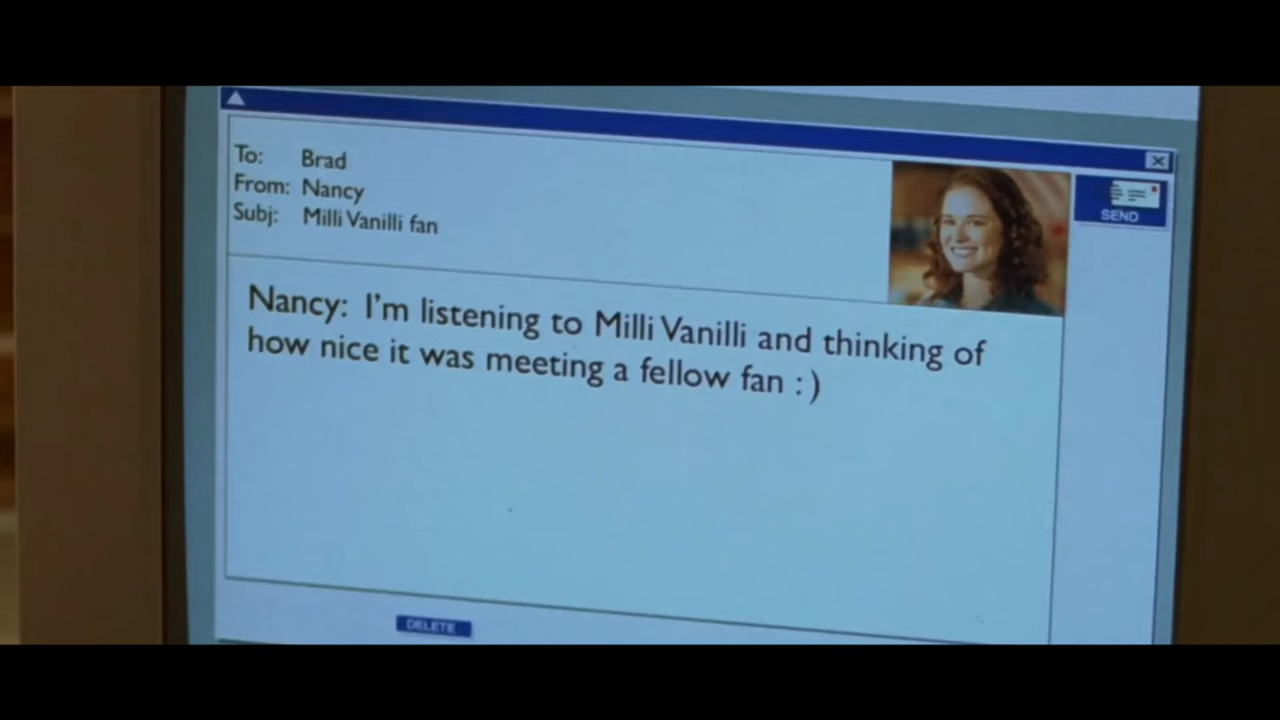 To: Brad
From: Nancy
Subj: Milli Vanilli fan
SEND
Nancy: I'm listening to Milli Vanilli and thinking of
how nice it was meeting a fellow fan : )
DELETE